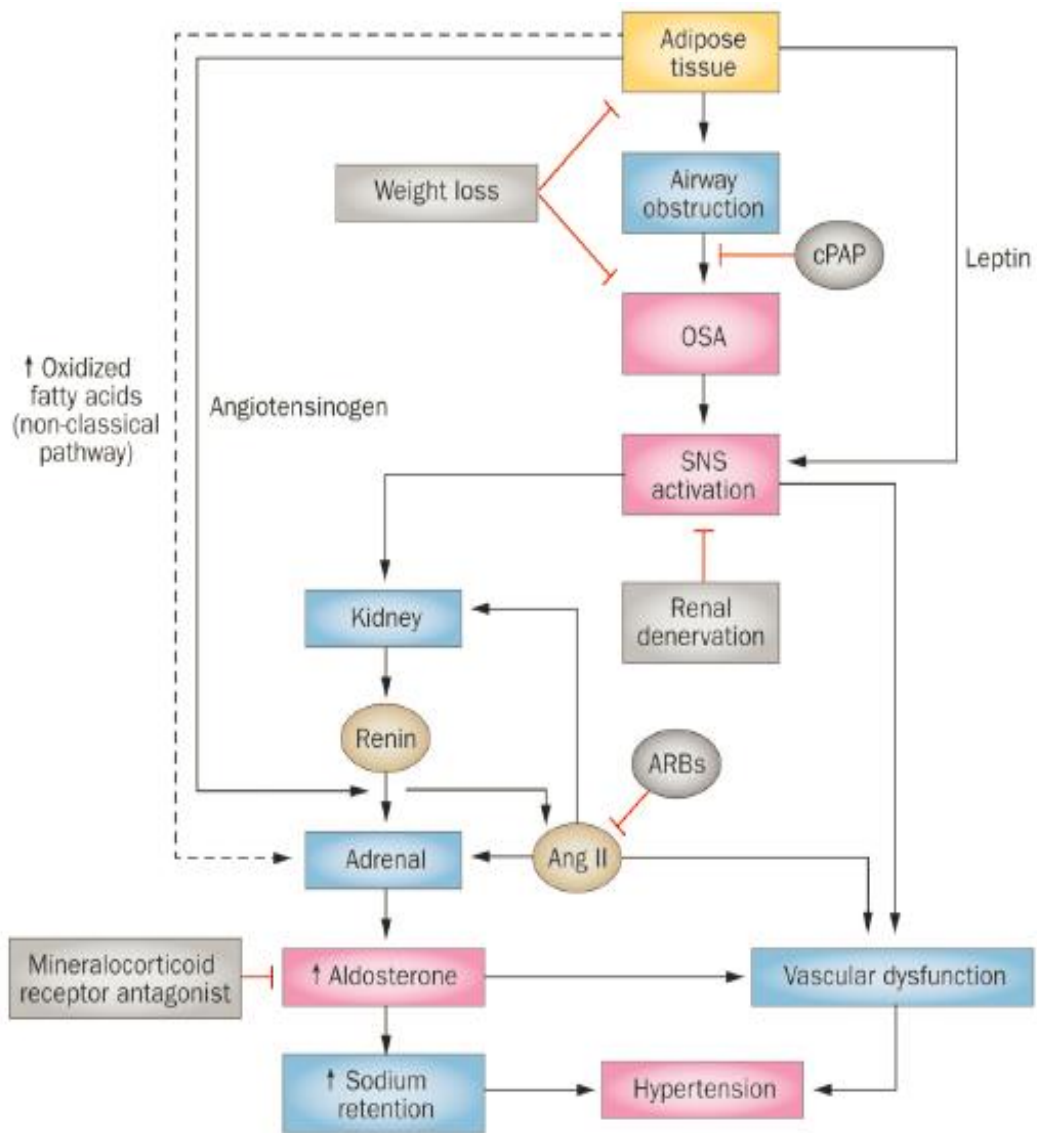 Adipose
tissue
Weight loss
Airway
obstruction
cPAP
Leptin
OSA
↑ Oxidized
fatty acids
(non-classical
pathway)
Angiotensinogen
SNS
activation
Kidney
Renal
denervation
Renin
ARBs
Adrenal
Ang II
Mineralocorticoid
receptor antagonist
↑ Aldosterone
Vascular dysfunction
↑ Sodium
retention
Hypertension